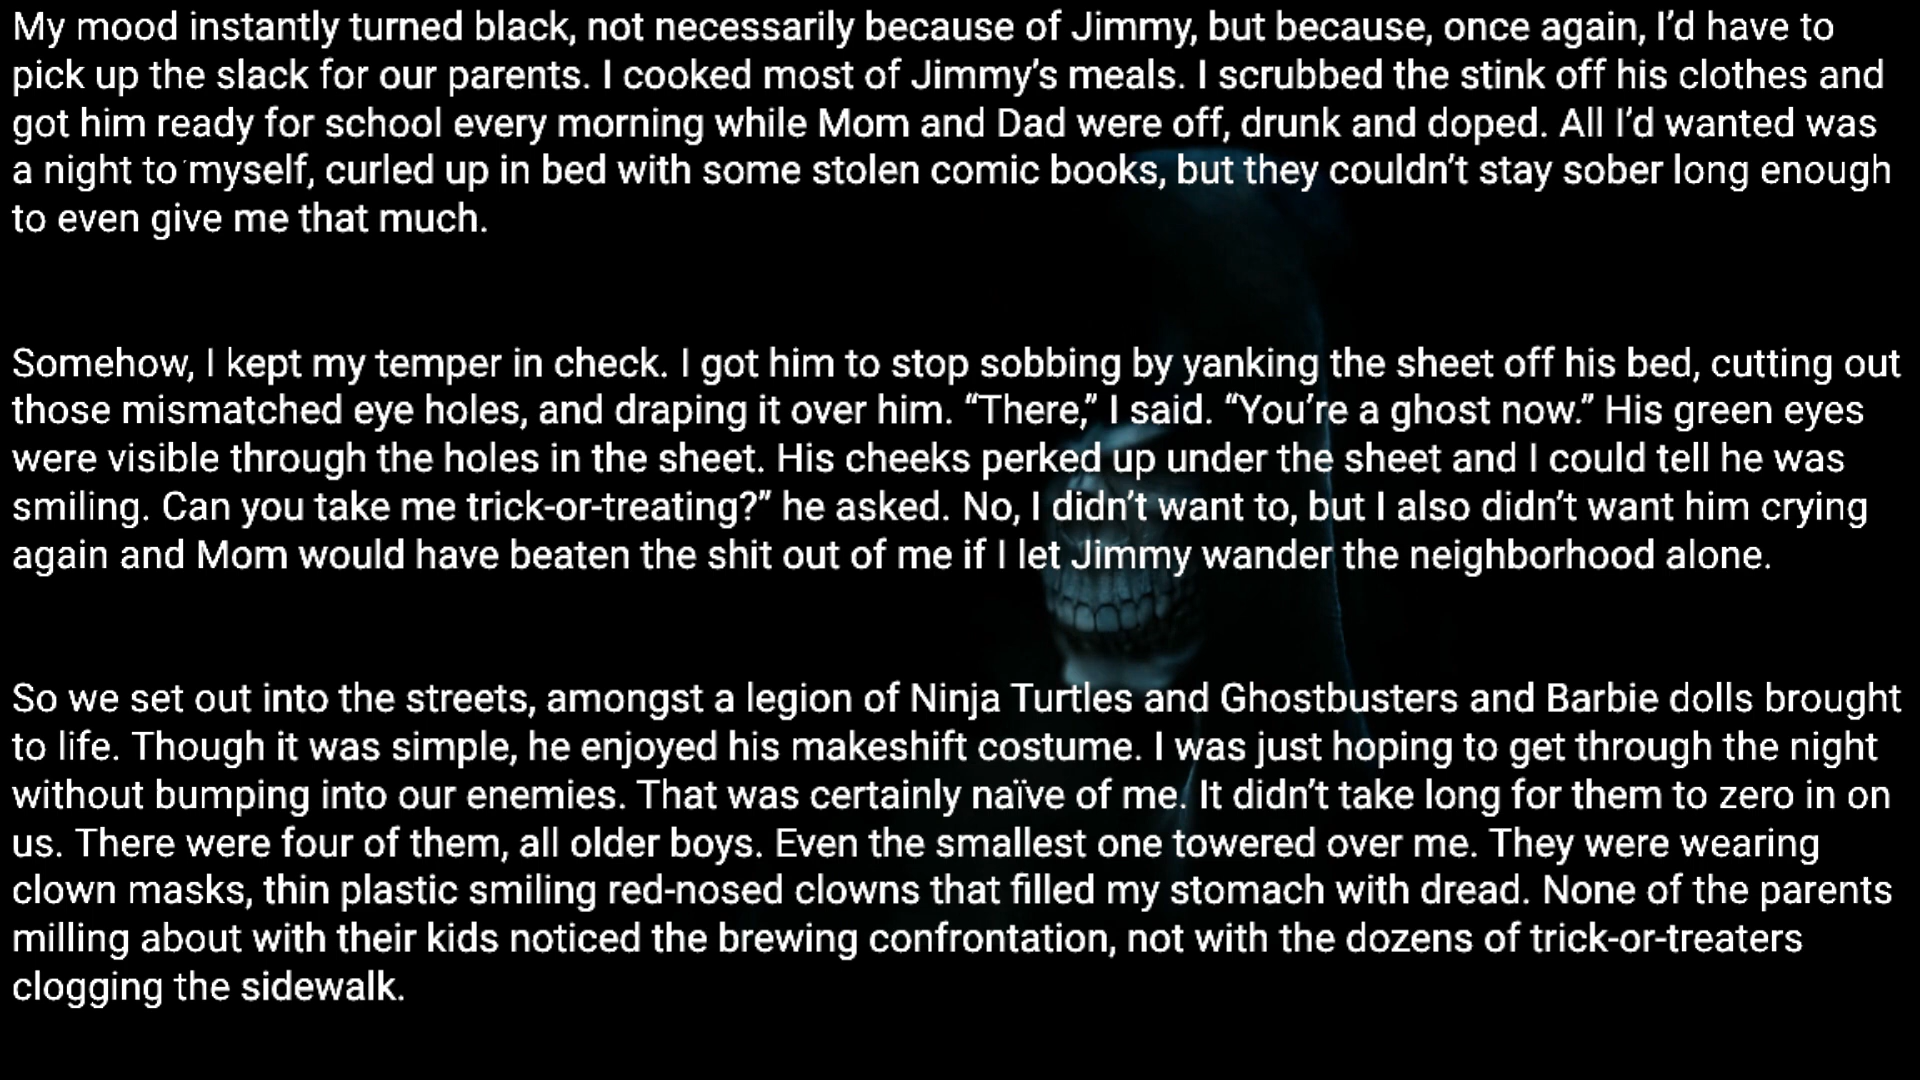 My mood instantly turned black, not necessarily because of Jimmy, but because, once again, I’d have to
pick up the slack for our parents. I cooked most of Jimmy’s meals. I scrubbed the stink off his clothes and
got him ready for school every morning while Mom and Dad were off, drunk and doped. All I’d wanted was
a night to myself, curled up in bed with some stolen comic books, but they couldn’t stay sober long enough
to even give me that much.
Somehow, I kept my temper in check. I got him to stop sobbing by yanking the sheet off his bed, cutting out
those mismatched eye holes, and draping it over him. “There,” I said. “You’re a ghost now.” His green eyes
were visible through the holes in the sheet. His cheeks perked up under the sheet and I could tell he was
smiling. Can you take me trick-or-treating?” he asked. No, I didn’t want to, but I also didn’t want him crying
again and Mom would have beaten the shit out of me if I let Jimmy wander the neighborhood alone.
So we set out into the streets, amongst a legion of Ninja Turtles and Ghostbusters and Barbie dolls brought
to life. Though it was simple, he enjoyed his makeshift costume. I was just hoping to get through the night
without bumping into our enemies. That was certainly naïve of me. It didn’t take long for them to zero in on
us. There were four of them, all older boys. Even the smallest one towered over me. They were wearing
clown masks, thin plastic smiling red-nosed clowns that filled my stomach with dread. None of the parents
milling about with their kids noticed the brewing confrontation, not with the dozens of trick-or-treaters
clogging the sidewalk.